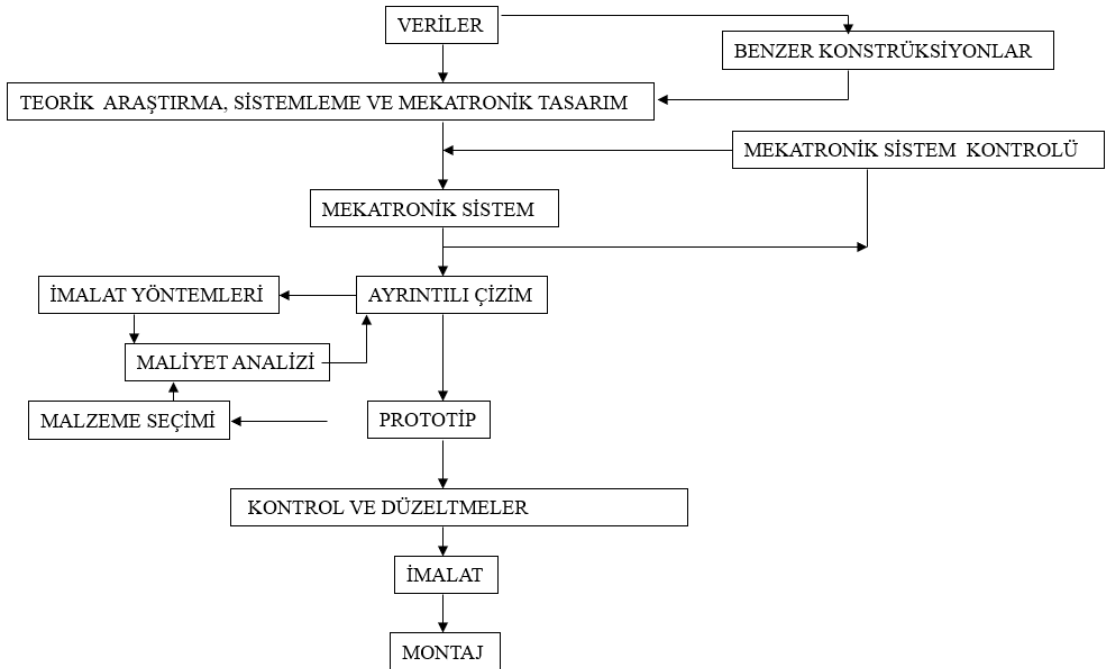 VERİLER
BENZER KONSTRÜKSİYONLAR
TEORİK ARAŞTIRMA, SİSTEMLEME VE MEKATRONİK TASARIM
MEKATRONİK SİSTEM KONTROLÜ
MEKATRONİK SİSTEM
İMALAT YÖNTEMLERİ
AYRINTILI ÇİZİM
MALİYET ANALİZİ
MALZEME SEÇİMİ
PROTOTİP
KONTROL VE DÜZELTMELER
İMALAT
MONTAJ